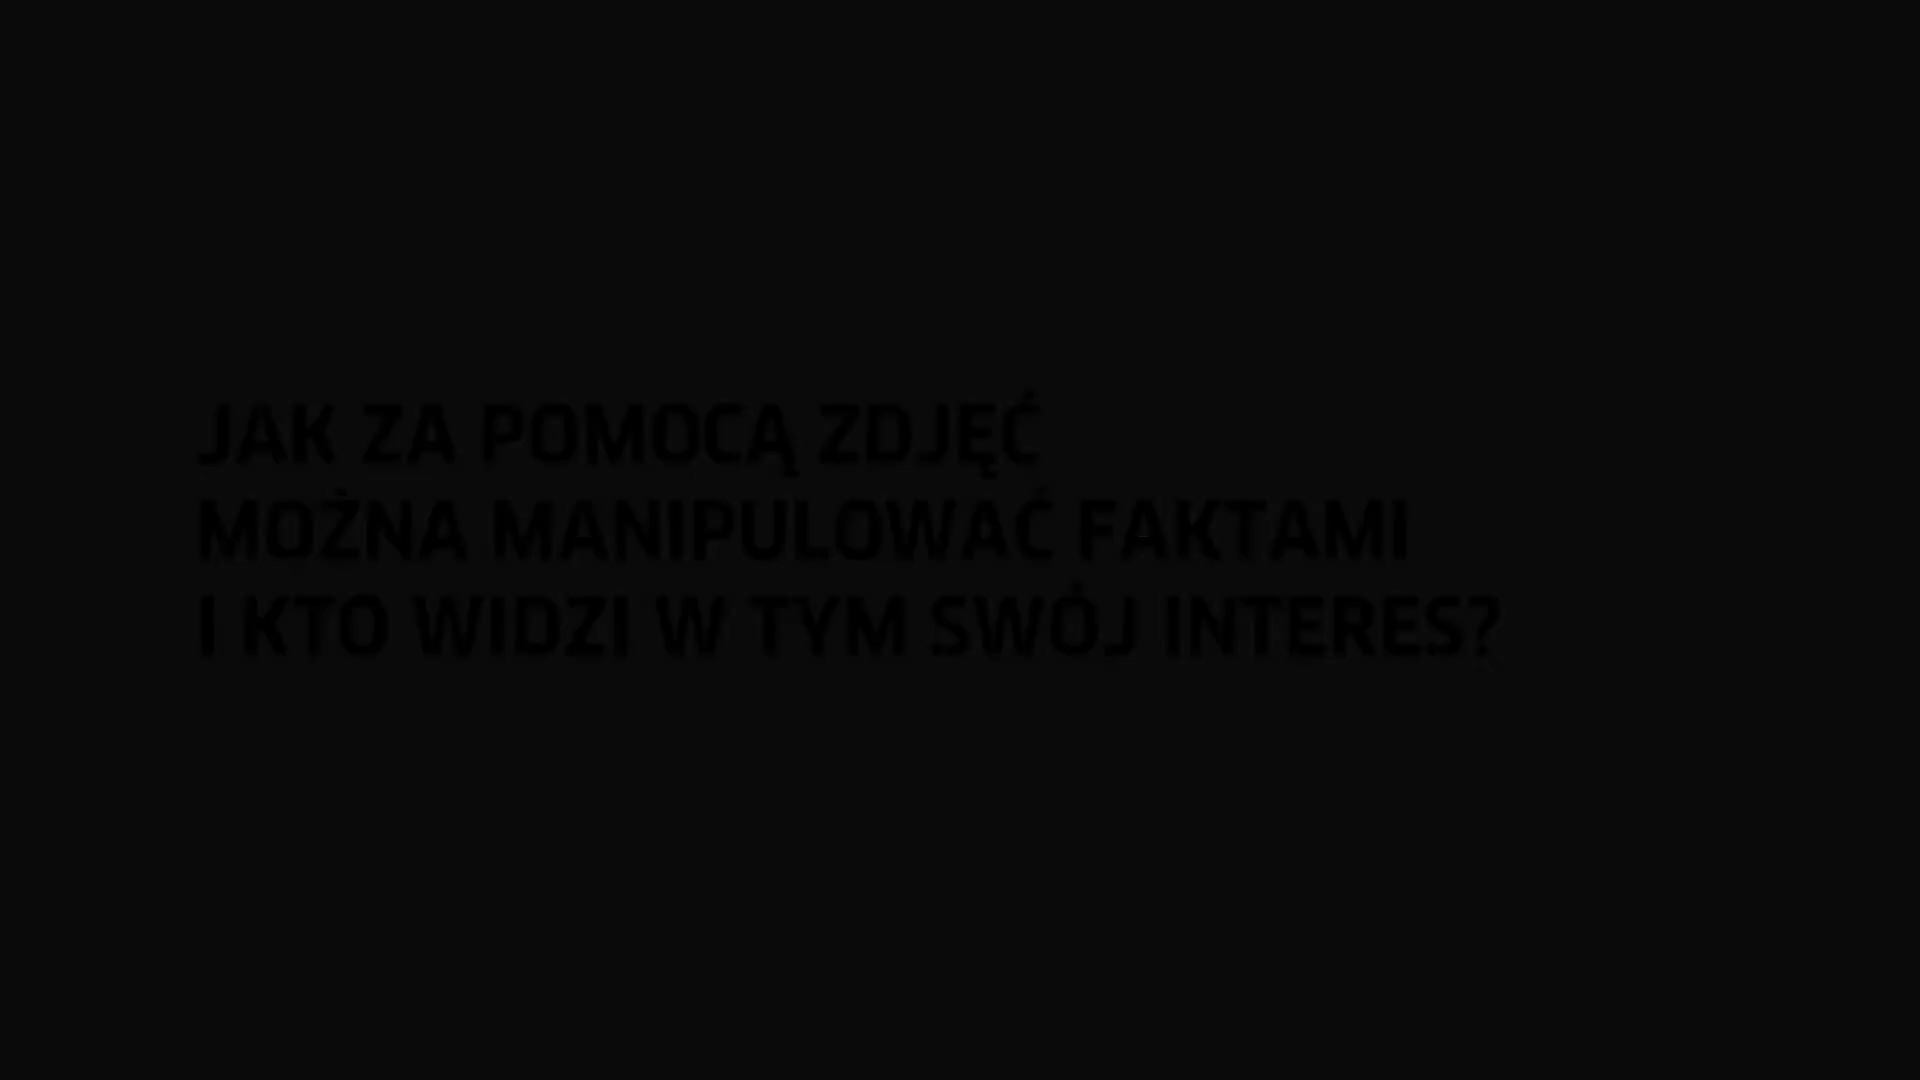 JAK ZA POMOCĄ ZDJĘĆ
MOŻNA MANIPULOWAĆ FAKTAMI
I KTO WIDZI W TYM SWÓJ INTERES?